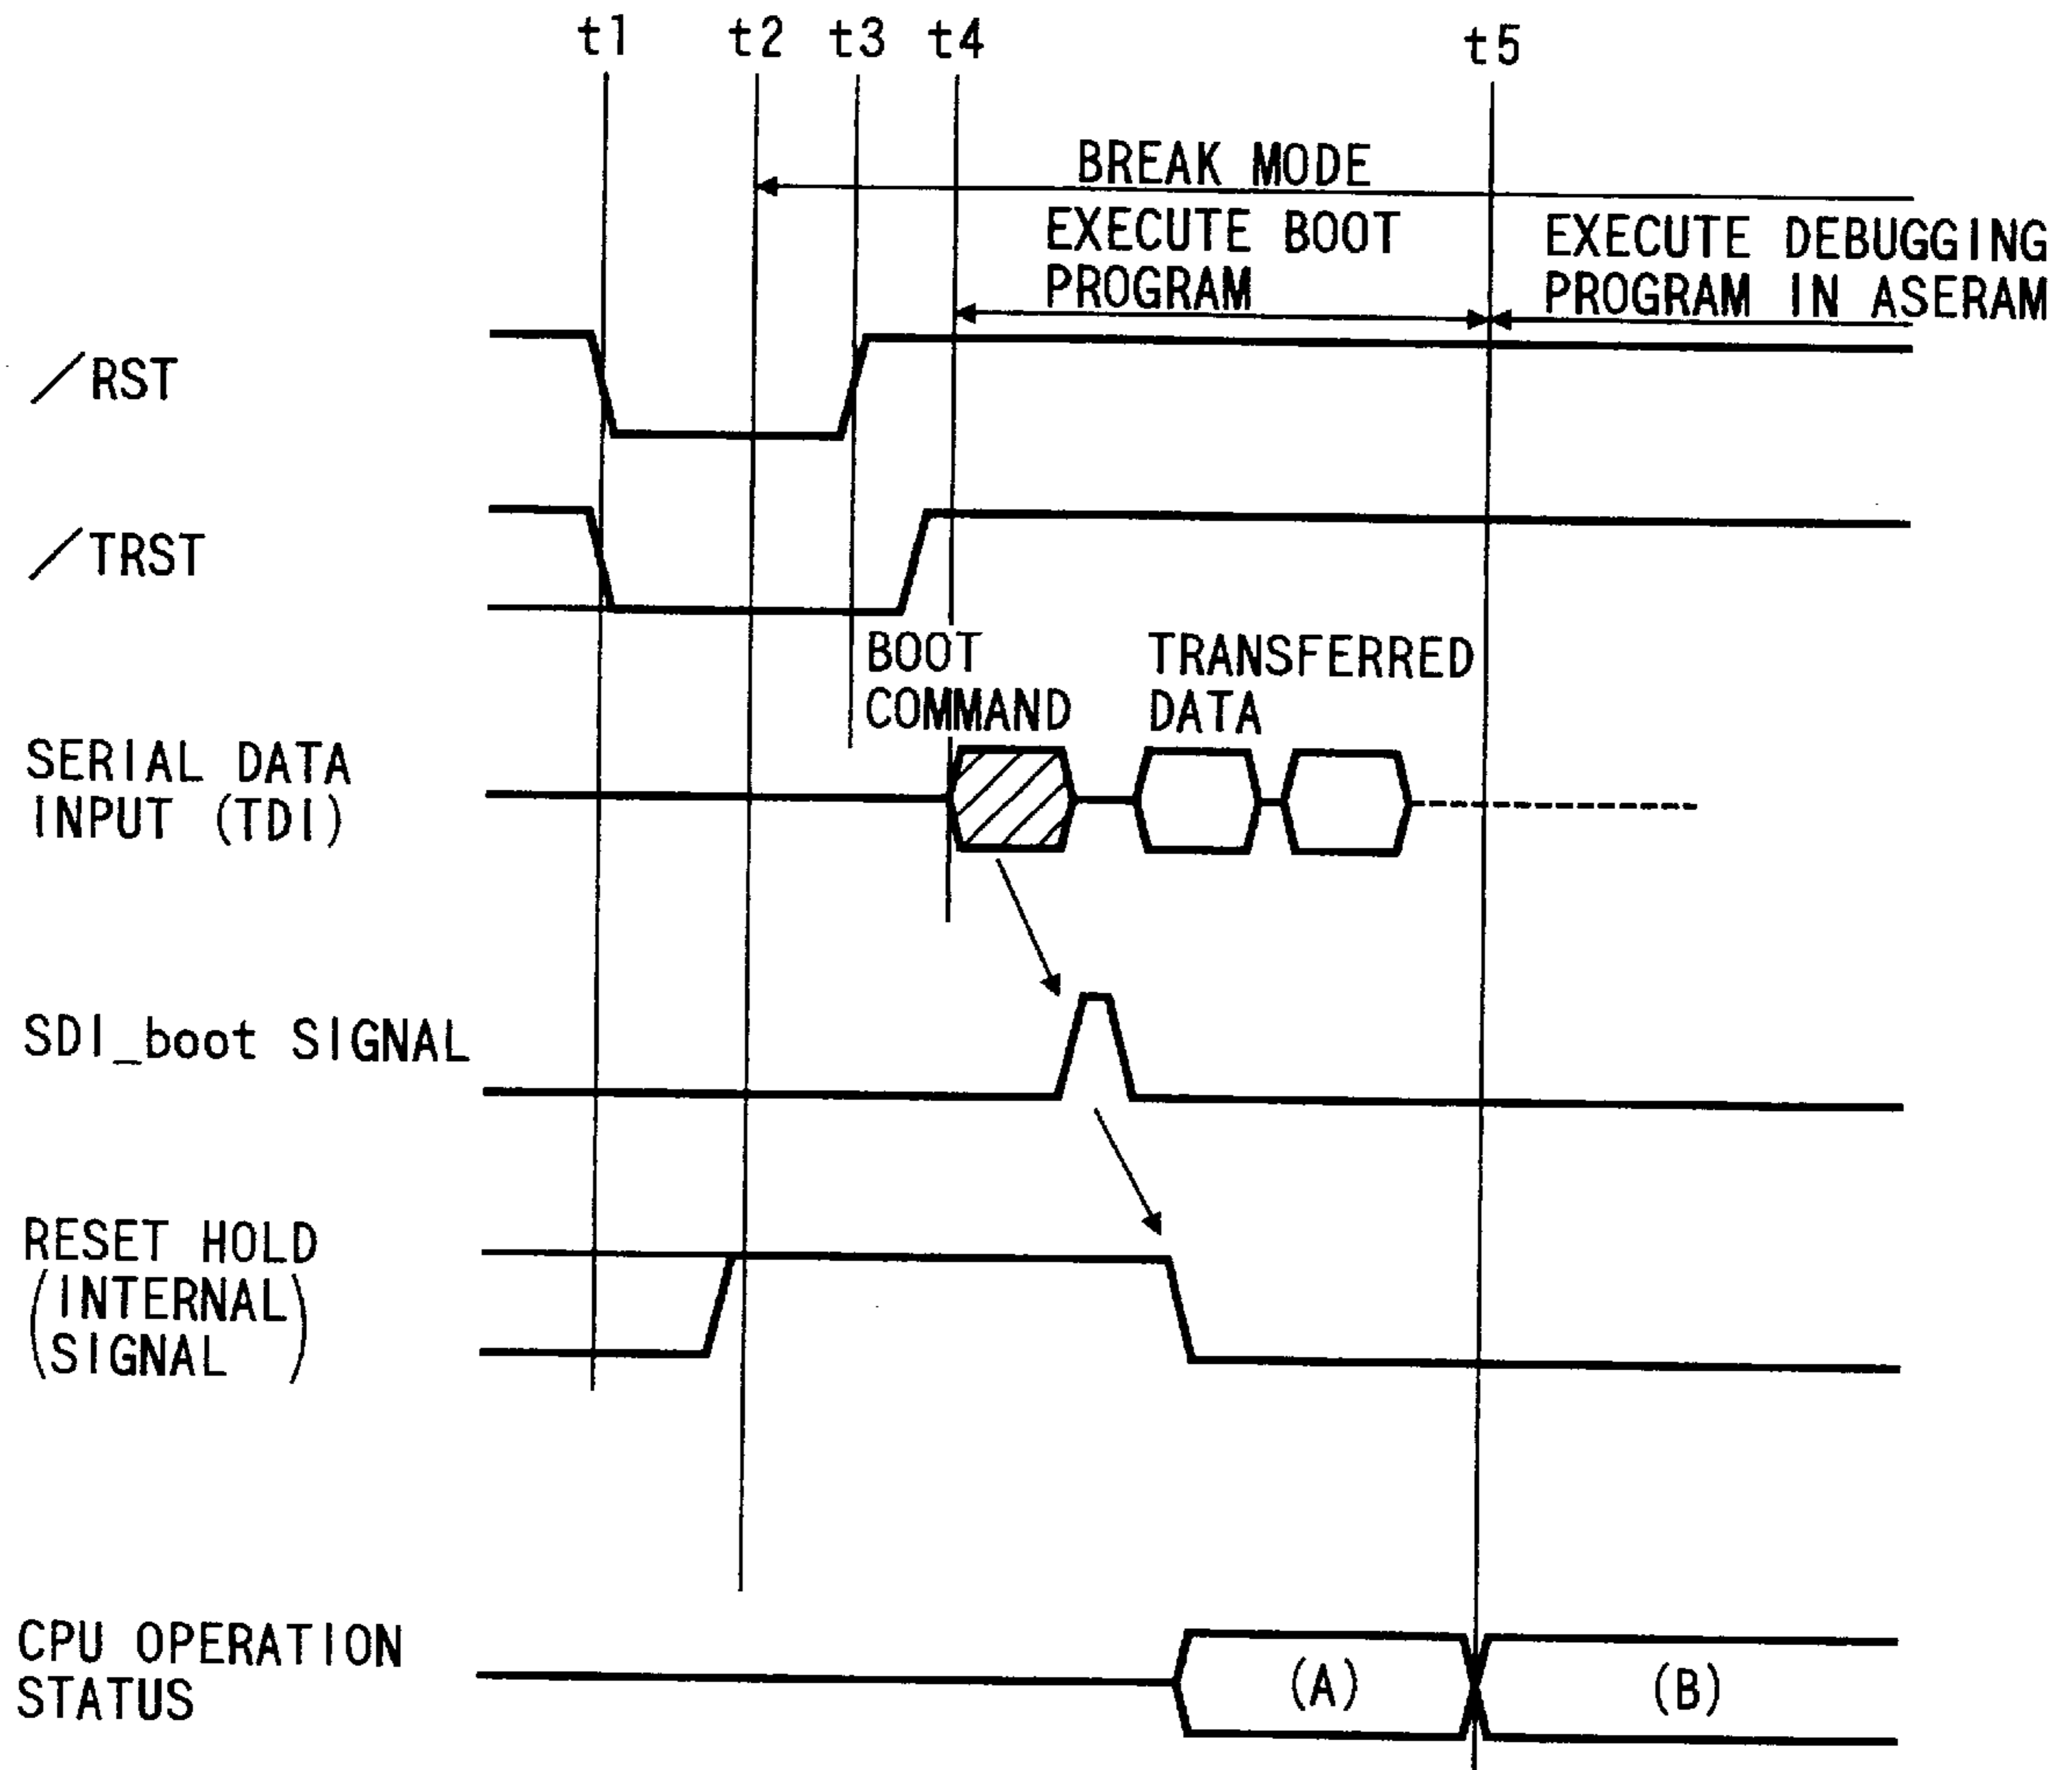 t1 t2 t3 t4 t5
BREAK MODE
EXECUTE BOOT
PROGRAM
EXECUTE DEBUGGING
PROGRAM IN ASERAM
/RST
/TRST
BOOT
COMMAND
TRANSFERRED
DATA
SERIAL DATA
INPUT (TDI)
SDI_boot SIGNAL
RESET HOLD
(INTERNAL
SIGNAL)
CPU OPERATION
STATUS
(A)
(B)